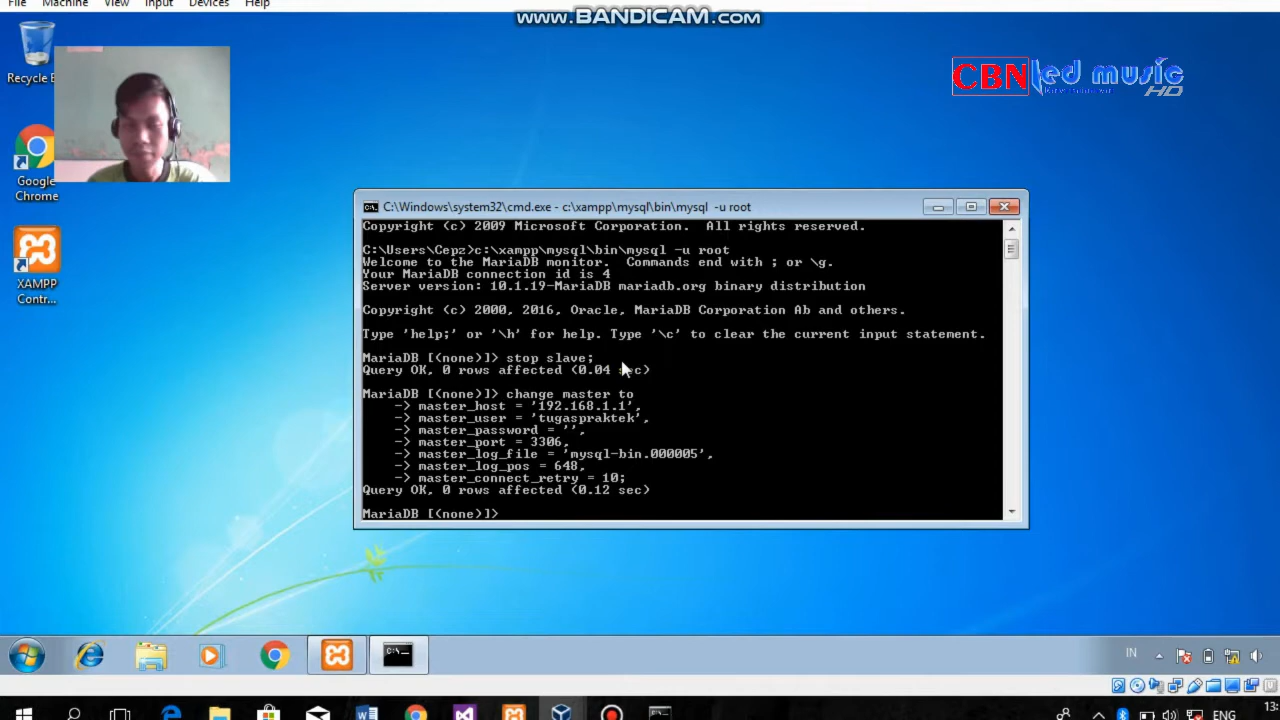 File Machine View Input Devices Help
www.BANDICAM.com
CBN led music
HD
Recycle B
Google
Chrome
XAMPP
Contr...
C:\Windows\system32\cmd.exe - c:\xampp\mysql\bin\mysql -u root
Copyright (c) 2009 Microsoft Corporation. All rights reserved.
C:\Users\Cepz>c:\xampp\mysql\bin\mysql -u root
Welcome to the MariaDB monitor. Commands end with ; or \g.
Your MariaDB connection id is 4
Server version: 10.1.19-MariaDB mariadb.org binary distribution
Copyright (c) 2000, 2016, Oracle, MariaDB Corporation Ab and others.
Type 'help;' or '\h' for help. Type '\c' to clear the current input statement.
MariaDB [(none)]> stop slave;
Query OK, 0 rows affected (0.04 sec)
MariaDB [(none)]> change master to
-> master_host = '192.168.1.1',
-> master_user = 'tugaspraktek',
-> master_password = '',
-> master_port = 3306,
-> master_log_file = 'mysql-bin.000005',
-> master_log_pos = 648,
-> master_connect_retry = 10;
Query OK, 0 rows affected (0.12 sec)
MariaDB [(none)]>
IN
ENG
13: